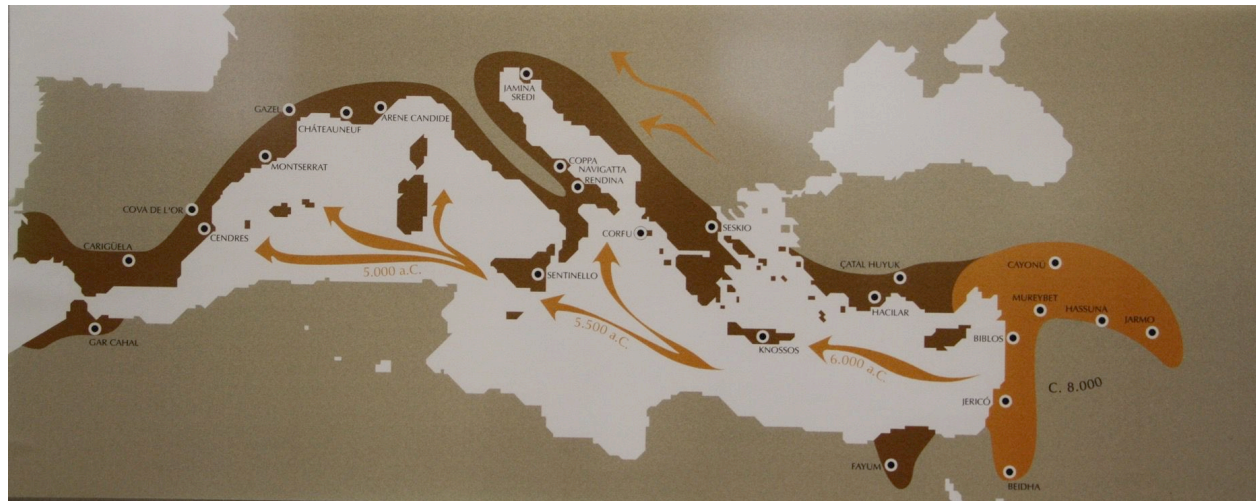 JAMINA
SREDI
GAZEL
CHÂTEAUNEUF
ARENE CANDIDE
MONTSERRAT
COPPA
NAVIGATTA
RENDINA
COVA DE L'OR
CENDRES
CARIGÜELA
GAR CAHAL
5.000 a.C.
SENTINELLO
CORFU
SESKIO
5.500 a.C.
KNOSSOS
6.000 a.C.
ÇATAL HUYUK
HACILAR
CAYONÜ
MUREYBET
HASSUNA
JARMO
BIBLOS
C. 8.000
JERICÓ
FAYUM
BEIDHA